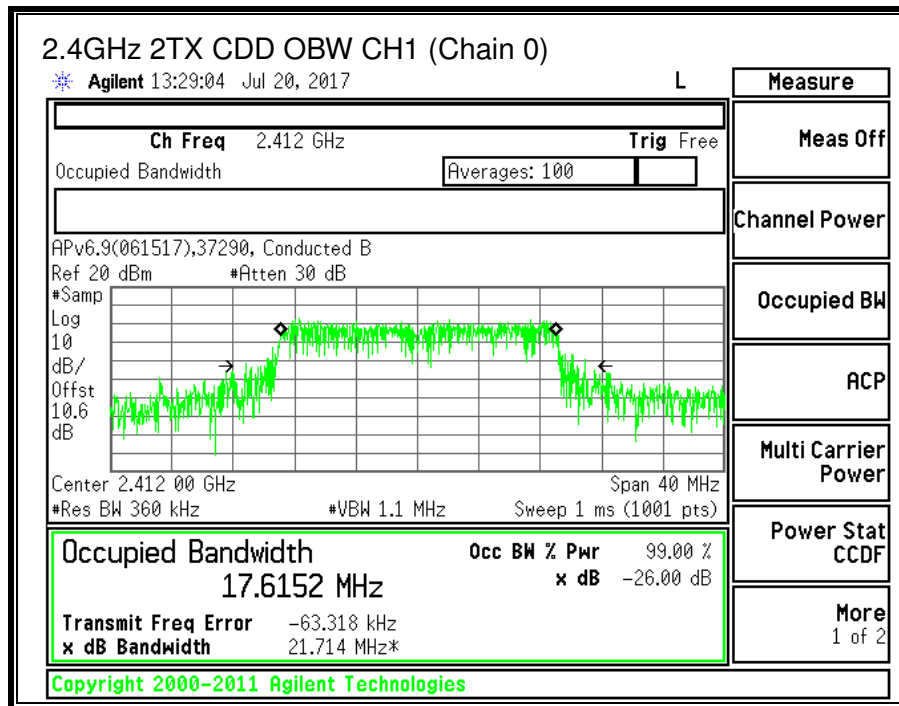 2.4GHz 2TX CDD OBW CH1 (Chain 0)
Agilent 13:29:04 Jul 20, 2017 L
Measure
Ch Freq 2.412 GHz Trig Free
Meas Off
Occupied Bandwidth Averages: 100
Channel Power
APv6.9(061517),37290, Conducted B
Ref 20 dBm #Atten 30 dB
#Samp
Log
10
dB/
Offst
10.6
dB
Occupied BW
ACP
Multi Carrier
Power
Center 2.412 00 GHz Span 40 MHz
#Res BW 360 kHz #VBW 1.1 MHz Sweep 1 ms (1001 pts)
Power Stat
CCDF
Occupied Bandwidth Occ BW % Pwr 99.00 %
17.6152 MHz x dB -26.00 dB
Transmit Freq Error -63.318 kHz
x dB Bandwidth 21.714 MHz*
More
1 of 2
Copyright 2000-2011 Agilent Technologies